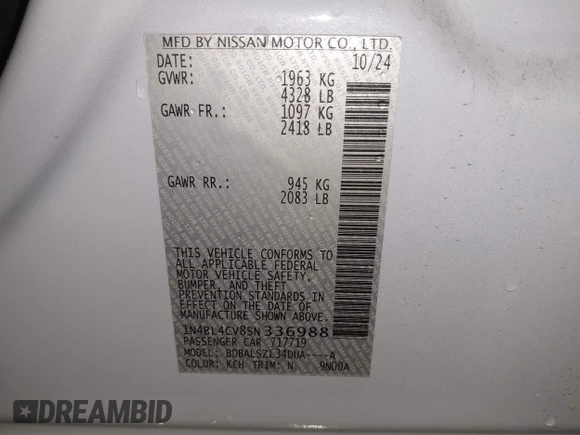 MFD BY NISSAN MOTOR CO., LTD.
DATE: 10/24
GVWR: 1963 KG
4328 LB
GAWR FR.: 1097 KG
2418 LB
GAWR RR.: 945 KG
2083 LB
THIS VEHICLE CONFORMS TO
ALL APPLICABLE FEDERAL
MOTOR VEHICLE SAFETY,
BUMPER, AND THEFT
PREVENTION STANDARDS
IN EFFECT ON THE DATE OF
MANUFACTURE SHOWN ABOVE.
1N4BL4CV8SN336988
PASSENGER CAR 717719
MODEL: BDBALSZL34DUA----A
COLOR: KCH TRIM: N 9N00A
DREAMBID